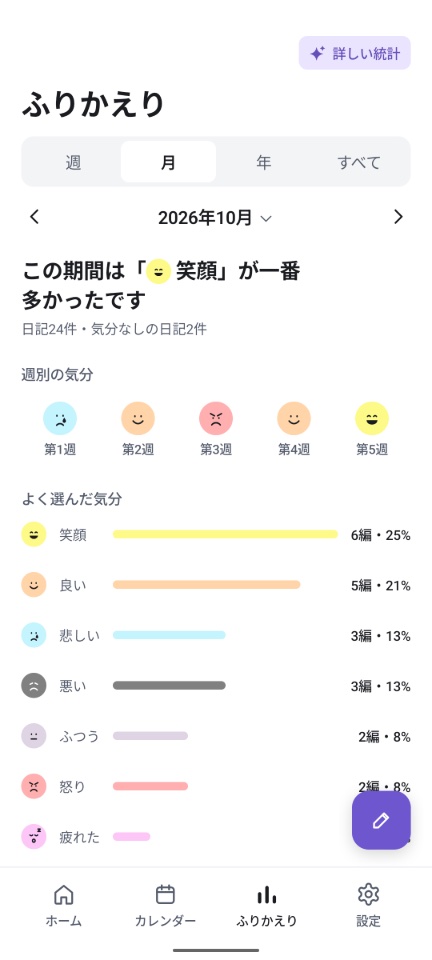 詳しい統計
ふりかえり
週 月 年 すべて
2026年10月
この期間は「笑顔」が一番
多かったです
日記24件・気分なしの日記2件
週別の気分
第1週 第2週 第3週 第4週 第5週
よく選んだ気分
笑顔 6編・25%
良い 5編・21%
悲しい 3編・13%
悪い 3編・13%
ふつう 2編・8%
怒り 2編・8%
疲れた
ホーム カレンダー ふりかえり 設定